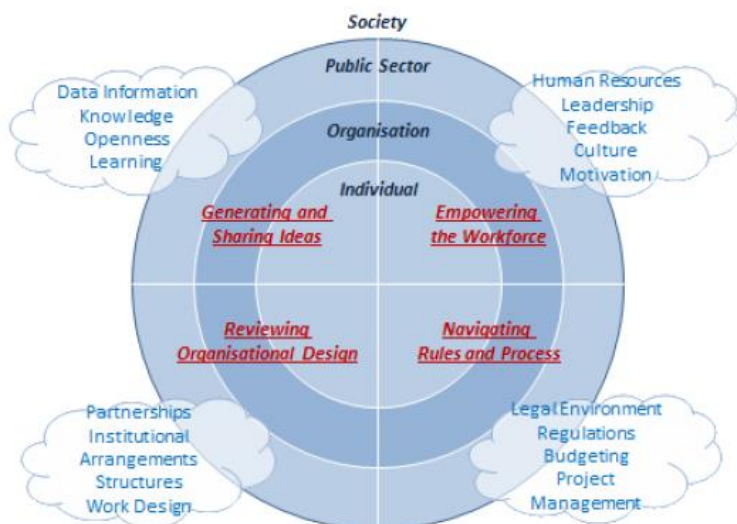 Society
Public Sector
Organisation
Individual
Data Information
Knowledge
Openness
Learning
Human Resources
Leadership
Feedback
Culture
Motivation
Generating and
Sharing Ideas
Empowering
the Workforce
Reviewing
Organisational Design
Navigating
Rules and Process
Partnerships
Institutional
Arrangements
Structures
Work Design
Legal Environment
Regulations
Budgeting
Project
Management